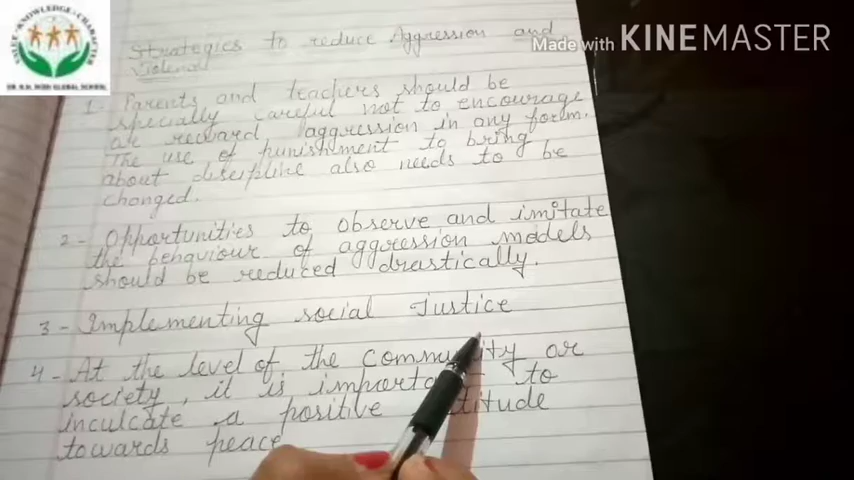 VALUE • KNOWLEDGE • CHARACTER
Made with KINEMASTER
Strategies to reduce Aggression and
Violence
1. Parents and teachers should be
specially careful not to encourage
or reward aggression in any form.
The use of punishment to bring
about discipline also needs to be
changed.
2 - Opportunities to observe and imitate
the behaviour of aggression models
should be reduced drastically.
3 - Implementing social Justice
4 - At the level of the community or
society, it is important to
inculcate a positive attitude
towards peace